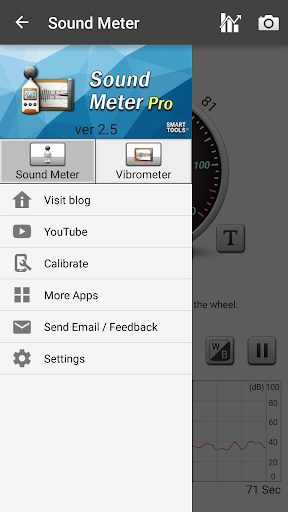 Sound Meter
Sound
Meter Pro
ver 2.5
SMART
TOOLS®
Sound Meter
Vibrometer
Visit blog
YouTube
Calibrate
More Apps
Send Email / Feedback
Settings
81
100
T
the wheel.
W/B
(dB) 100
80
60
40
20
71 Sec